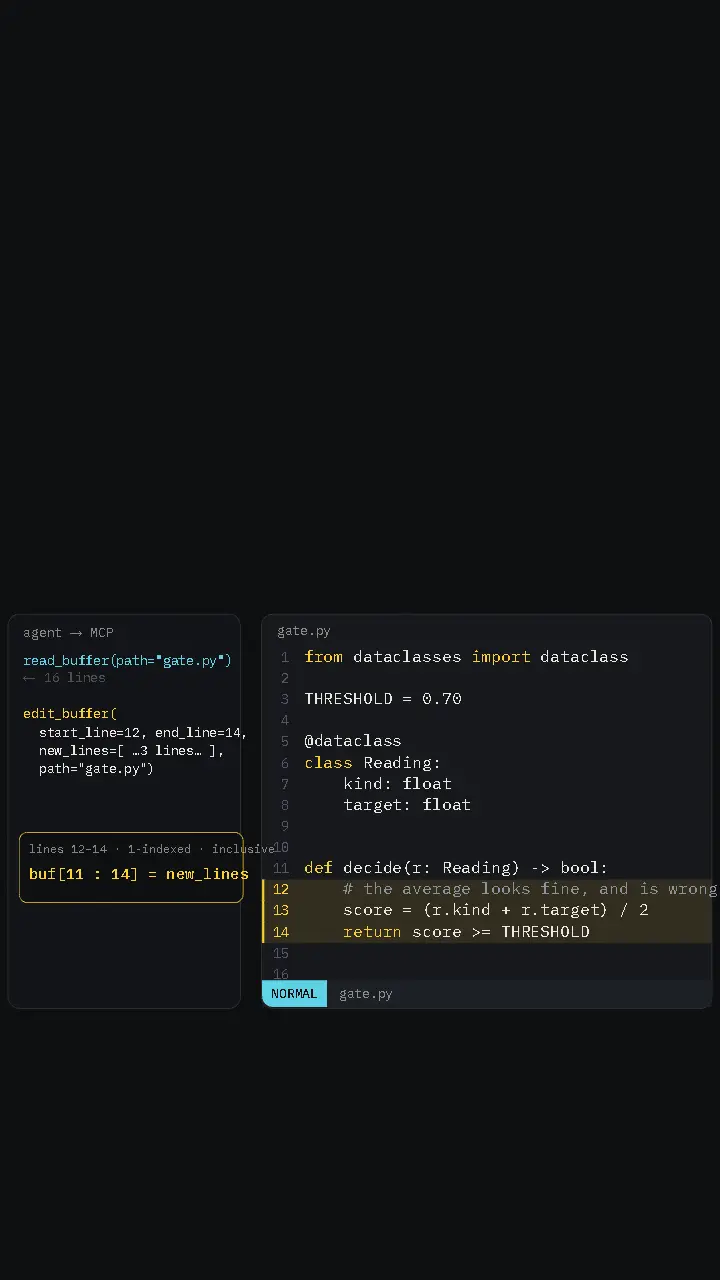 agent → MCP
read_buffer(path="gate.py")
← 16 lines
edit_buffer(
  start_line=12, end_line=14,
  new_lines=[ …3 lines… ],
  path="gate.py")
lines 12–14 · 1-indexed · inclusive
buf[11 : 14] = new_lines
gate.py
1 from dataclasses import dataclass
2
3 THRESHOLD = 0.70
4
5 @dataclass
6 class Reading:
7     kind: float
8     target: float
9
10
11 def decide(r: Reading) -> bool:
12     # the average looks fine, and is wrong
13     score = (r.kind + r.target) / 2
14     return score >= THRESHOLD
15
16
NORMAL gate.py